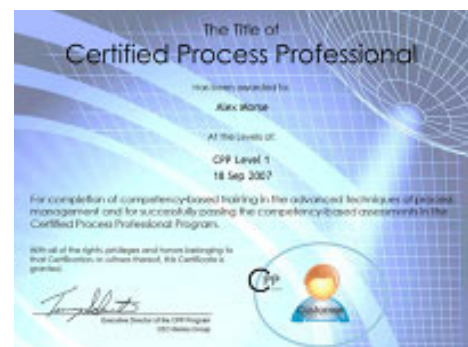 The Title of
Certified Process Professional
Has been awarded to:
Alex Morse
At the Levels of:
CPP Level 1
18 Sep 2007
For completion of competency-based training in the advanced techniques of process
management and for successfully passing the competency-based assessments in the
Certified Process Professional Program.
With all of the rights, privileges and honors belonging to
that Certification. In witness thereof, this Certificate is
granted.
Executive Director of the CPP Program
Group
CPP
Customer